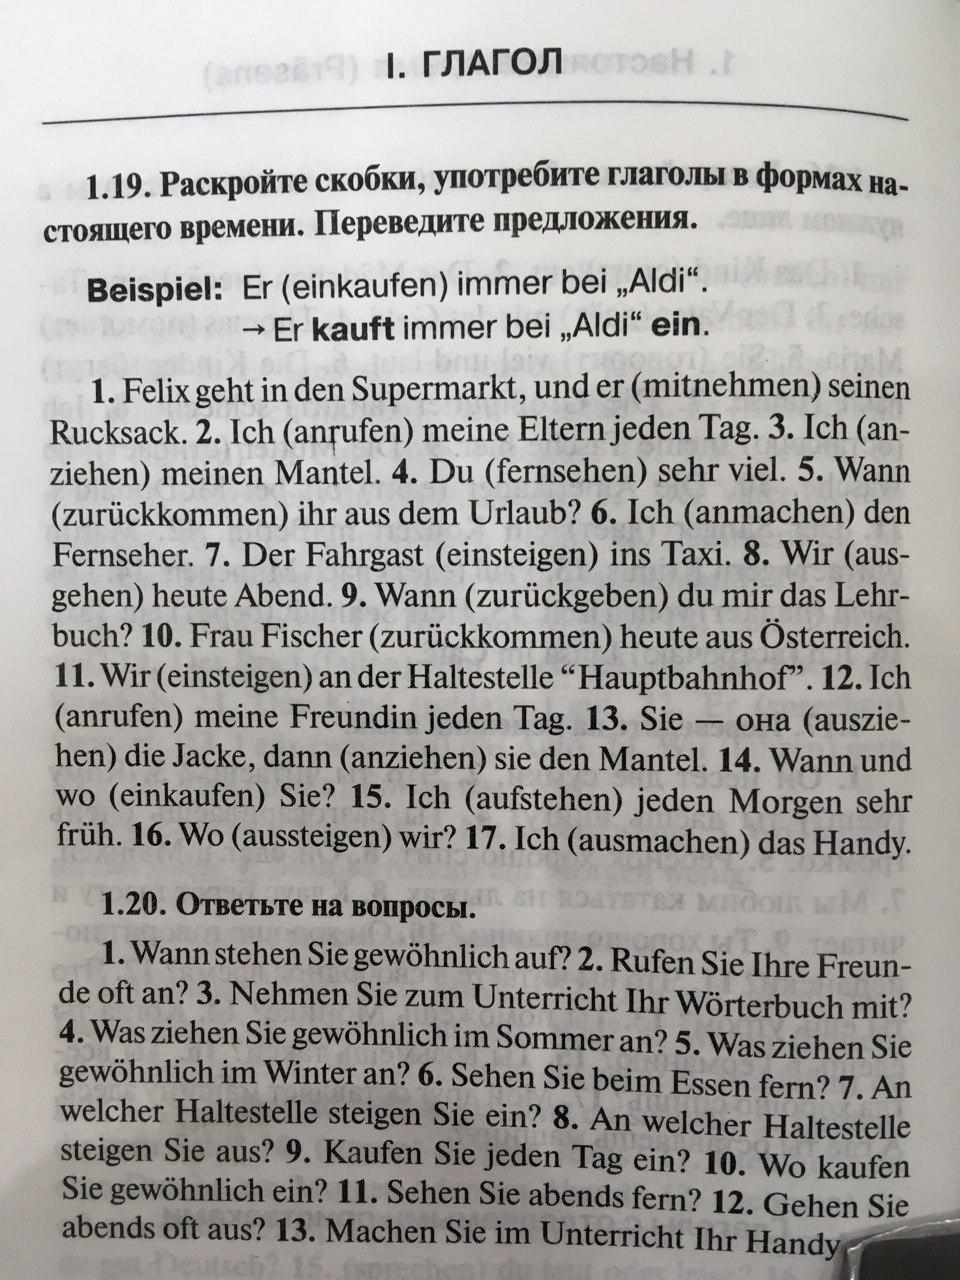 I. ГЛАГОЛ
1.19. Раскройте скобки, употребите глаголы в формах на-
стоящего времени. Переведите предложения.
Beispiel: Er (einkaufen) immer bei „Aldi“.
→ Er kauft immer bei „Aldi“ ein.
1. Felix geht in den Supermarkt, und er (mitnehmen) seinen
Rucksack. 2. Ich (anrufen) meine Eltern jeden Tag. 3. Ich (an-
ziehen) meinen Mantel. 4. Du (fernsehen) sehr viel. 5. Wann
(zurückkommen) ihr aus dem Urlaub? 6. Ich (anmachen) den
Fernseher. 7. Der Fahrgast (einsteigen) ins Taxi. 8. Wir (aus-
gehen) heute Abend. 9. Wann (zurückgeben) du mir das Lehr-
buch? 10. Frau Fischer (zurückkommen) heute aus Österreich.
11. Wir (einsteigen) an der Haltestelle “Hauptbahnhof”. 12. Ich
(anrufen) meine Freundin jeden Tag. 13. Sie — она (auszie-
hen) die Jacke, dann (anziehen) sie den Mantel. 14. Wann und
wo (einkaufen) Sie? 15. Ich (aufstehen) jeden Morgen sehr
früh. 16. Wo (aussteigen) wir? 17. Ich (ausmachen) das Handy.
1.20. Ответьте на вопросы.
1. Wann stehen Sie gewöhnlich auf? 2. Rufen Sie Ihre Freun-
de oft an? 3. Nehmen Sie zum Unterricht Ihr Wörterbuch mit?
4. Was ziehen Sie gewöhnlich im Sommer an? 5. Was ziehen Sie
gewöhnlich im Winter an? 6. Sehen Sie beim Essen fern? 7. An
welcher Haltestelle steigen Sie ein? 8. An welcher Haltestelle
steigen Sie aus? 9. Kaufen Sie jeden Tag ein? 10. Wo kaufen
Sie gewöhnlich ein? 11. Sehen Sie abends fern? 12. Gehen Sie
abends oft aus? 13. Machen Sie im Unterricht Ihr Handy